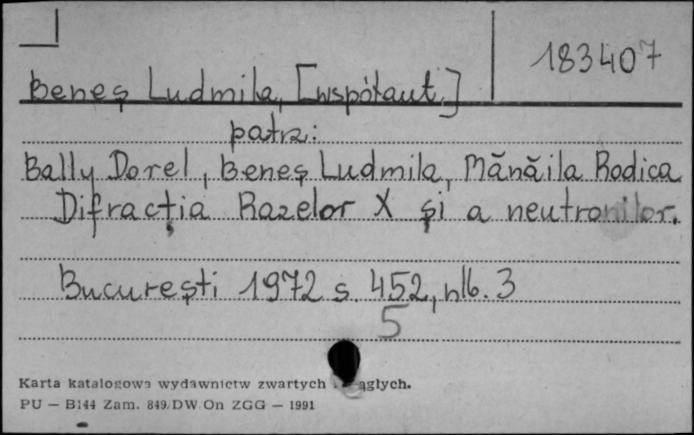 183407
Beneş Ludmila, [współaut.]
patrz:
Bally Dorel, Beneş Ludmila, Mănăila Rodica
Difracţia Razelor X şi a neutronilor.
Bucureşti 1972 s. 452, nlb. 3
5
Karta katalogowa wydawnictw zwartych i ciągłych.
PU — B144 Zam. 849/DW/On ZGG — 1991